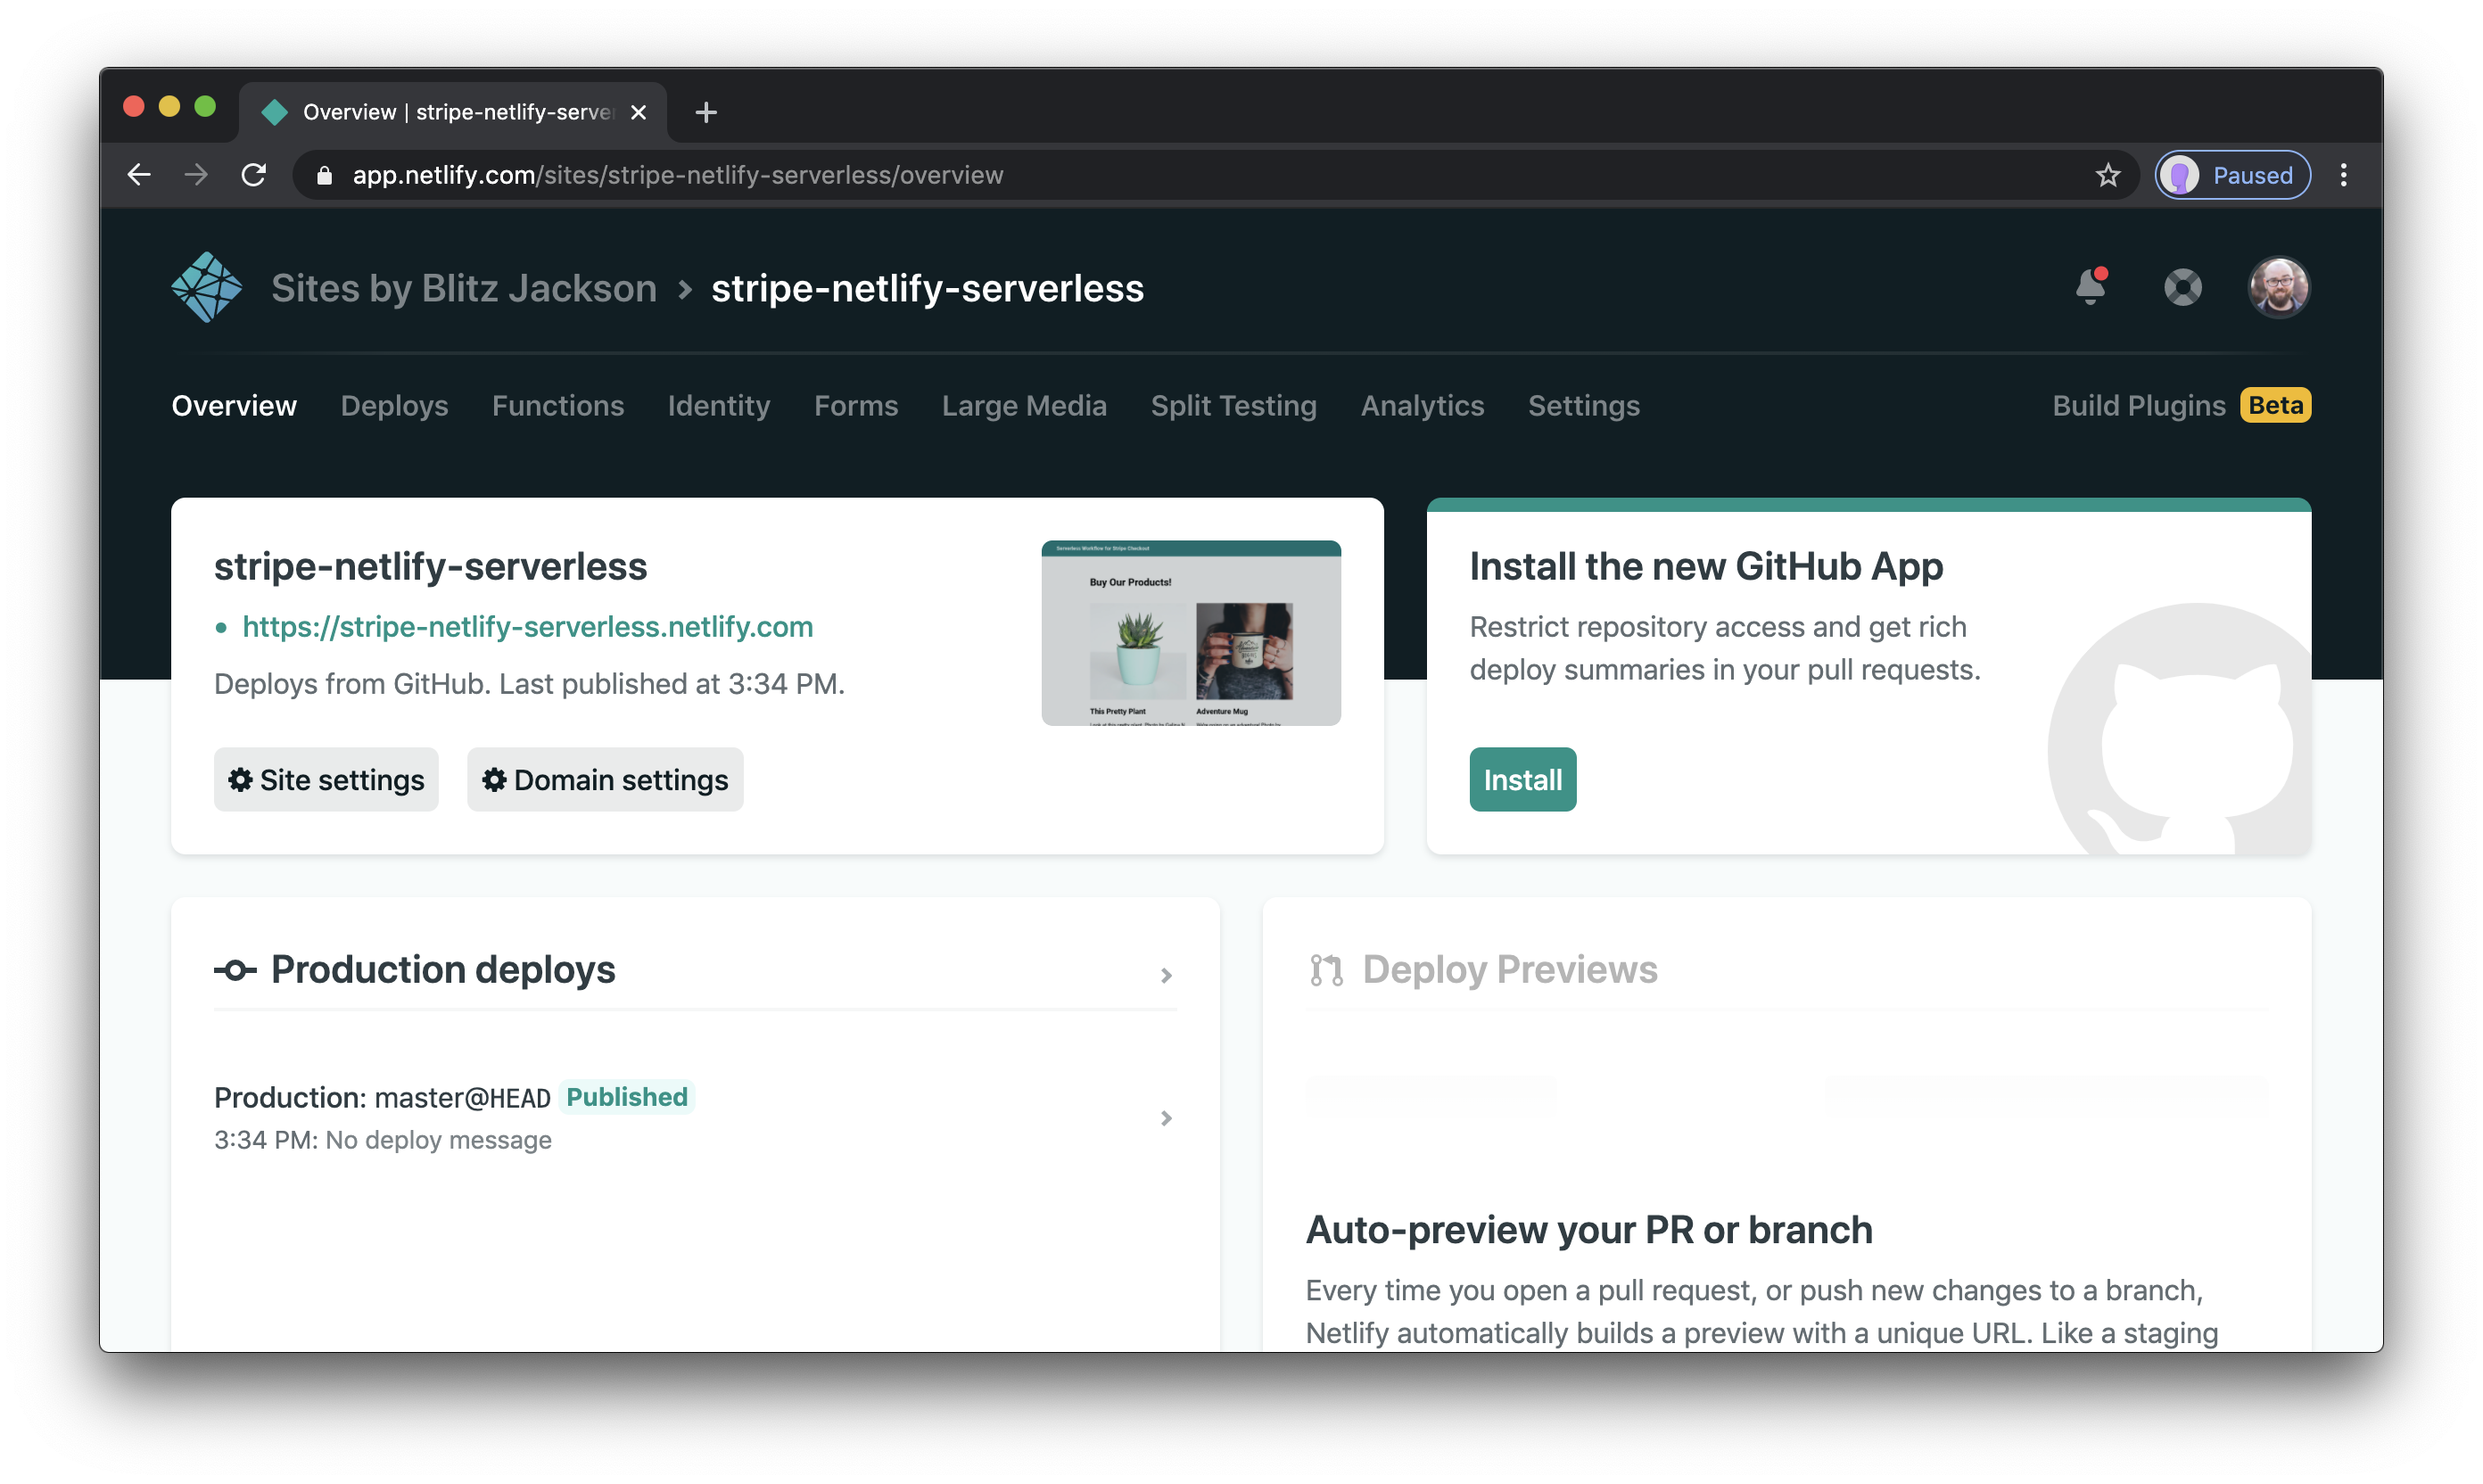 Overview | stripe-netlify-serve
app.netlify.com/sites/stripe-netlify-serverless/overview
Paused
Sites by Blitz Jackson > stripe-netlify-serverless
Overview Deploys Functions Identity Forms Large Media Split Testing Analytics Settings Build Plugins Beta
stripe-netlify-serverless
https://stripe-netlify-serverless.netlify.com
Deploys from GitHub. Last published at 3:34 PM.
Site settings Domain settings
Serverless Workflow for Stripe Checkout
Buy Our Products!
This Pretty Plant Adventure Mug
Install the new GitHub App
Restrict repository access and get rich
deploy summaries in your pull requests.
Install
Production deploys
Production: master@HEAD Published
3:34 PM: No deploy message
Deploy Previews
Auto-preview your PR or branch
Every time you open a pull request, or push new changes to a branch,
Netlify automatically builds a preview with a unique URL. Like a staging